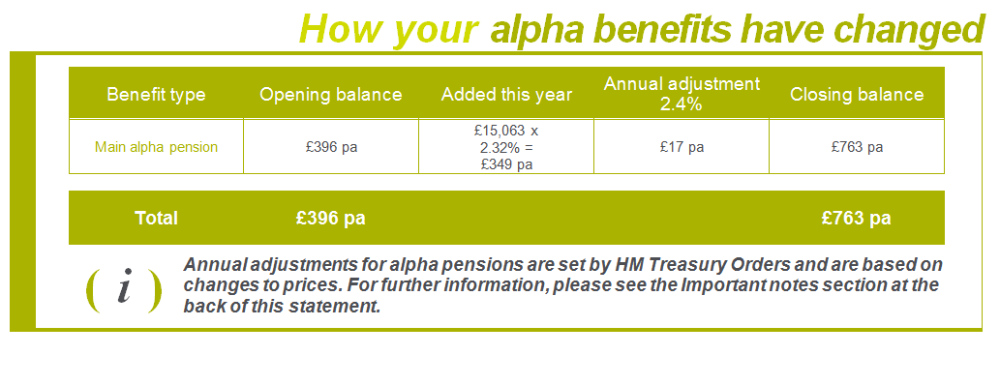 How your alpha benefits have changed
Benefit type
Opening balance
Added this year
Annual adjustment
2.4%
Closing balance
Main alpha pension
£396 pa
£15,063 x
2.32% =
£349 pa
£17 pa
£763 pa
Total
£396 pa
£763 pa
( i )
Annual adjustments for alpha pensions are set by HM Treasury Orders and are based on
changes to prices. For further information, please see the Important notes section at the
back of this statement.